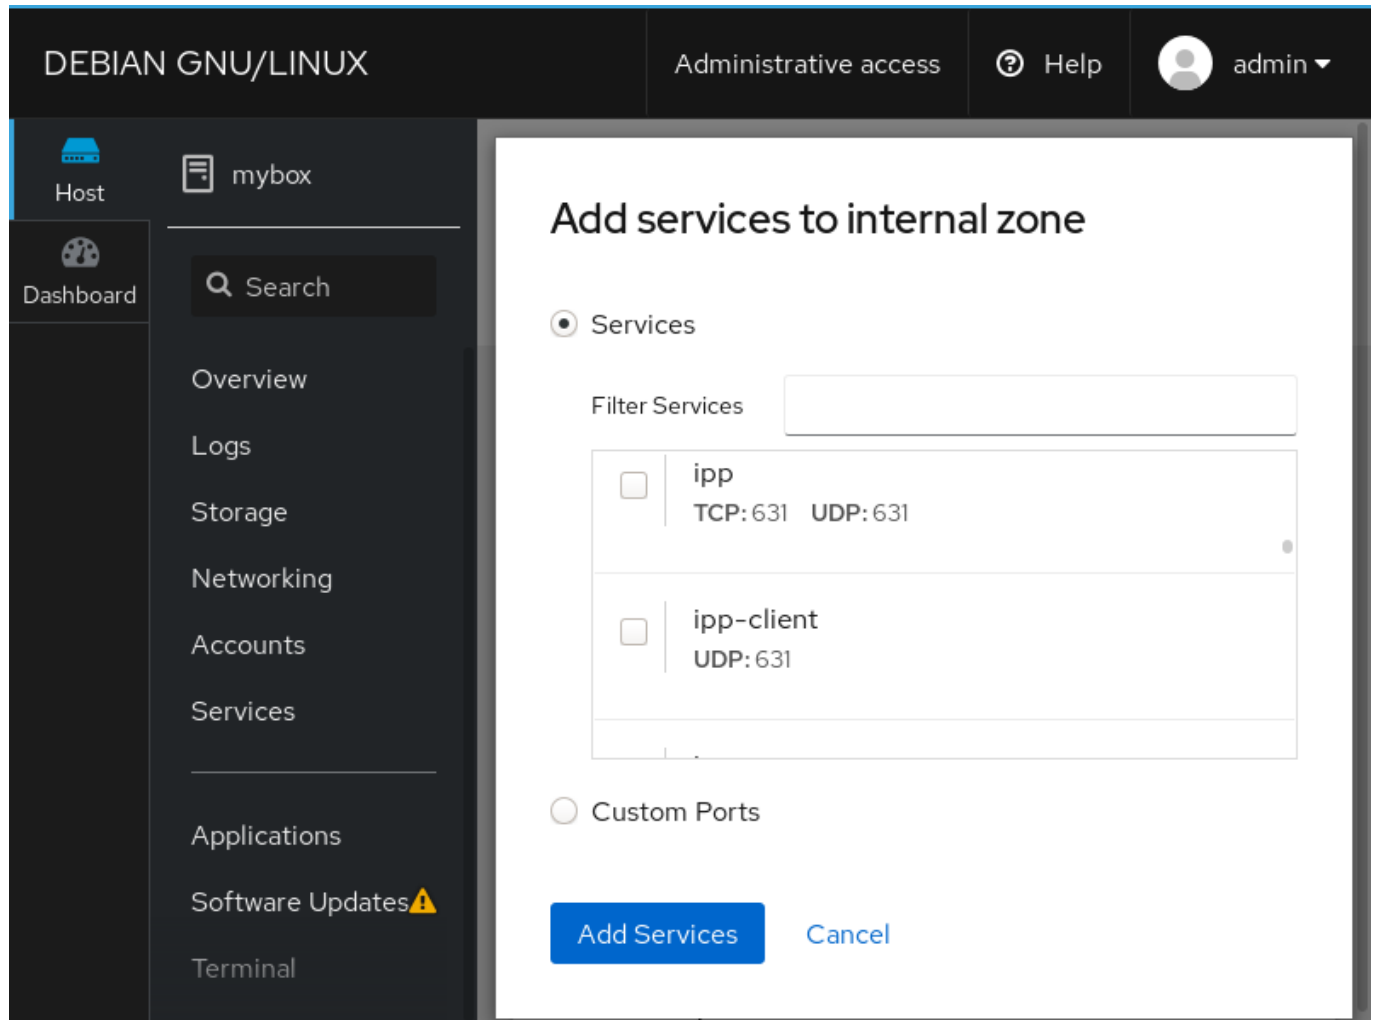 DEBIAN GNU/LINUX
Administrative access
Help
admin
Host
Dashboard
mybox
Search
Overview
Logs
Storage
Networking
Accounts
Services
Applications
Software Updates
Terminal
Add services to internal zone
Services
Filter Services
ipp
TCP: 631 UDP: 631
ipp-client
UDP: 631
Custom Ports
Add Services
Cancel